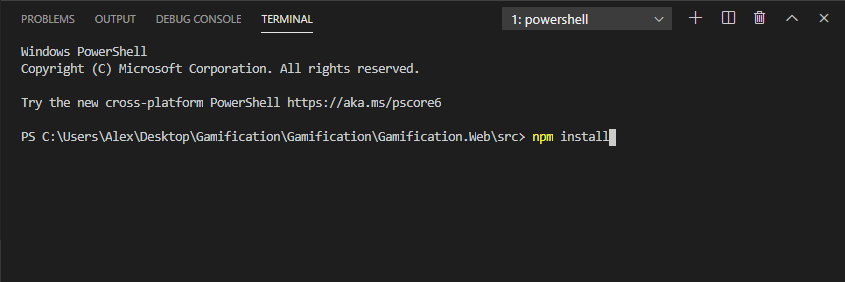 PROBLEMS OUTPUT DEBUG CONSOLE TERMINAL 1: powershell
Windows PowerShell
Copyright (C) Microsoft Corporation. All rights reserved.
Try the new cross-platform PowerShell https://aka.ms/pscore6
PS C:\Users\Alex\Desktop\Gamification\Gamification\Gamification.Web\src> npm install